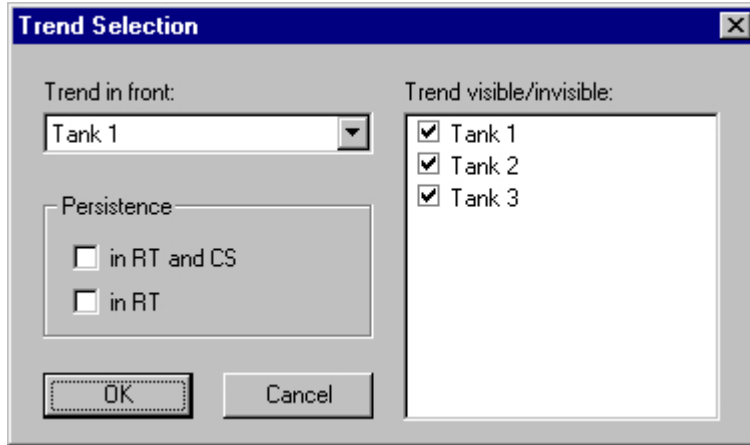 Trend Selection
Trend in front:
Tank 1
Persistence
in RT and CS
in RT
OK
Cancel
Trend visible/invisible:
Tank 1
Tank 2
Tank 3